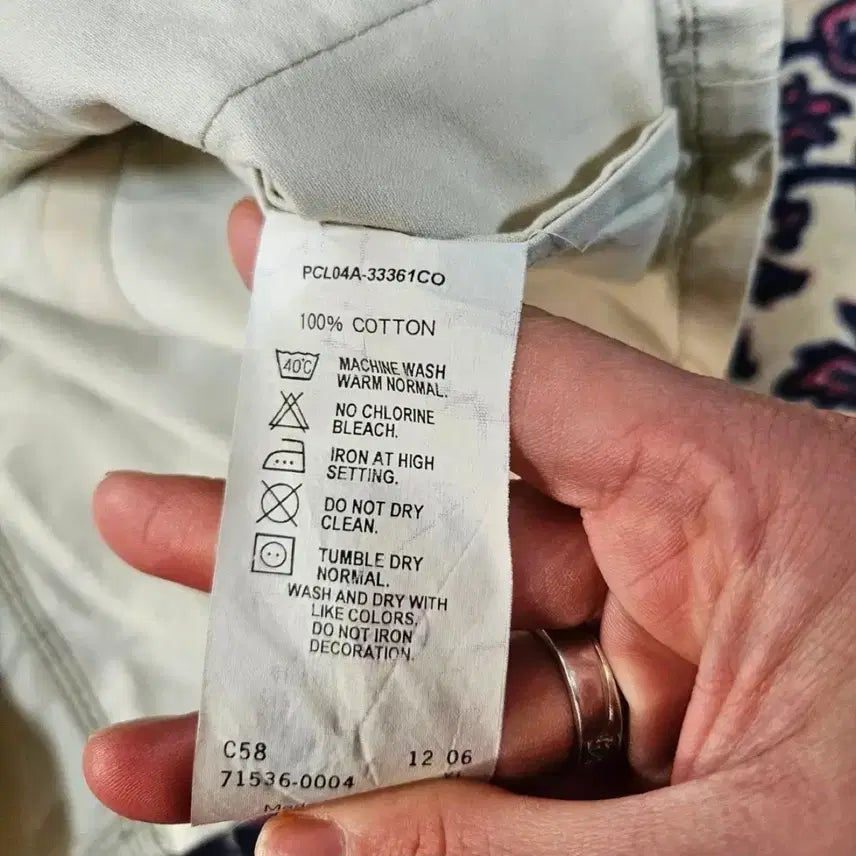 PCL04A-33361CO
100% COTTON
40°C MACHINE WASH
WARM NORMAL.
NO CHLORINE
BLEACH.
IRON AT HIGH
SETTING.
DO NOT DRY
CLEAN.
TUMBLE DRY
NORMAL.
WASH AND DRY WITH
LIKE COLORS.
DO NOT IRON
DECORATION.
C58 12 06
71536-0004